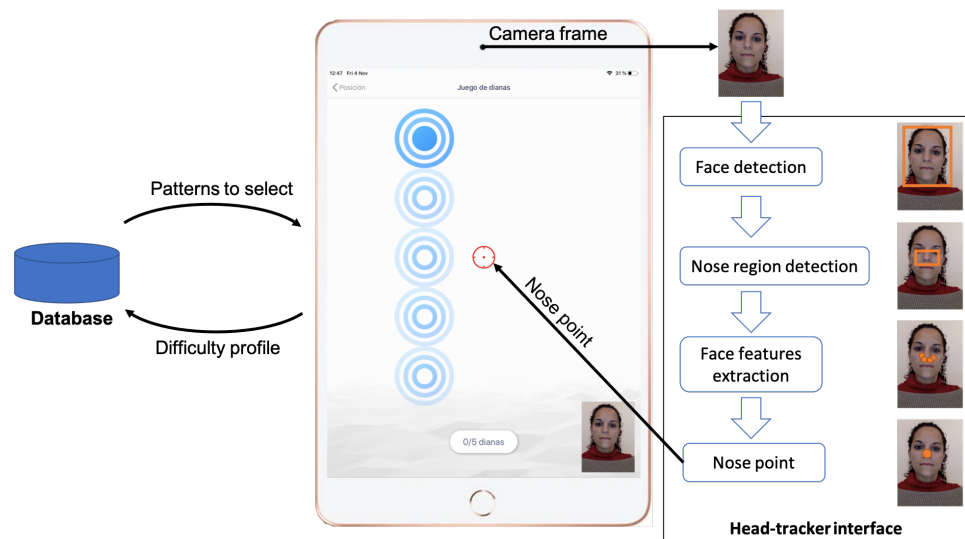 Camera frame
12:47 Fri 4 Nov
31 %
Posición
Juego de dianas
Face detection
Patterns to select
Nose region detection
Database
Nose point
Difficulty profile
Face features
extraction
0/5 dianas
Nose point
Head-tracker interface